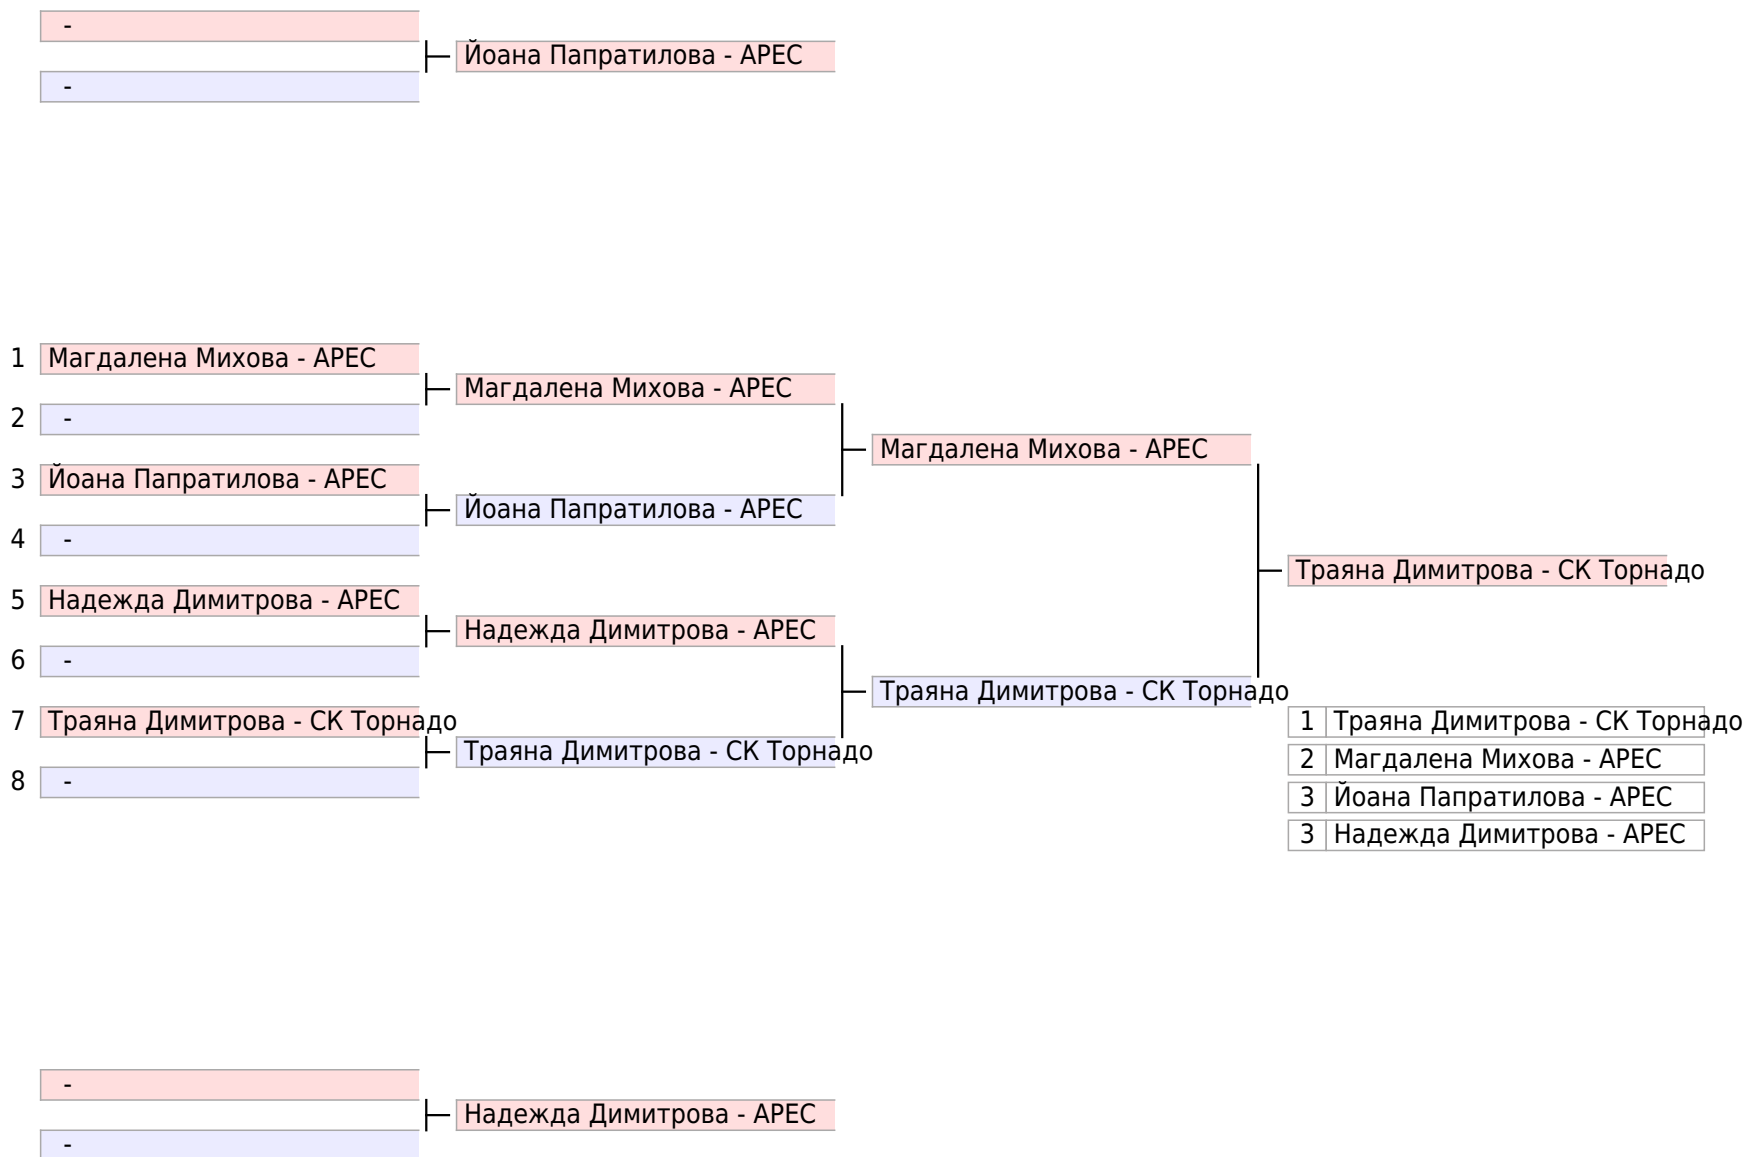 -
Йоана Папратилова - АРЕС
-
1 Магдалена Михова - АРЕС
Магдалена Михова - АРЕС
2 -
Магдалена Михова - АРЕС
3 Йоана Папратилова - АРЕС
Йоана Папратилова - АРЕС
4 -
Траяна Димитрова - СК Торнадо
5 Надежда Димитрова - АРЕС
Надежда Димитрова - АРЕС
6 -
Траяна Димитрова - СК Торнадо
7 Траяна Димитрова - СК Торнадо
Траяна Димитрова - СК Торнадо
8 -
1 Траяна Димитрова - СК Торнадо
2 Магдалена Михова - АРЕС
3 Йоана Папратилова - АРЕС
3 Надежда Димитрова - АРЕС
-
Надежда Димитрова - АРЕС
-